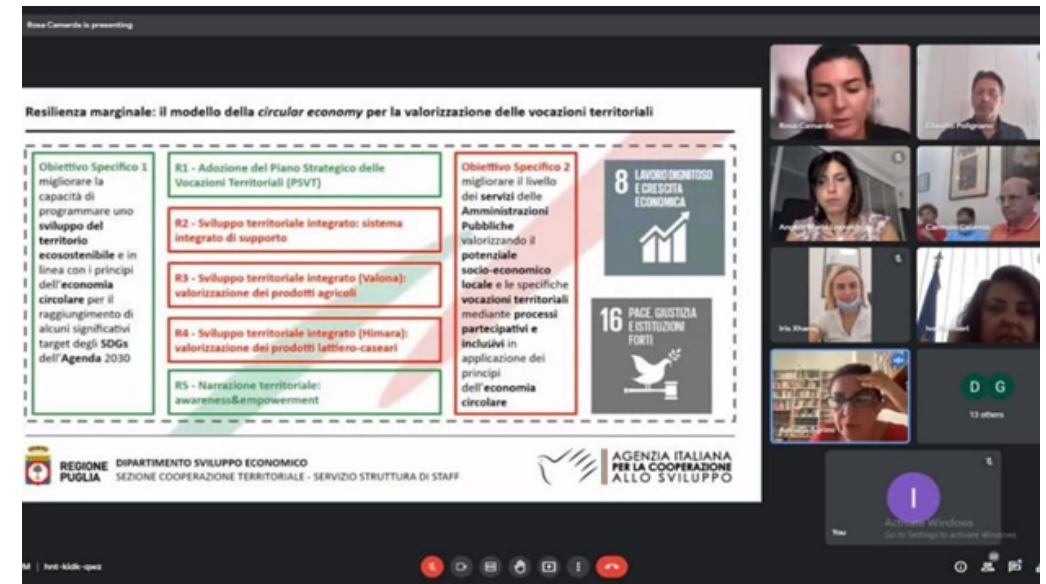 Rosa Camarda is presenting
Resilienza marginale: il modello della circular economy per la valorizzazione delle vocazioni territoriali
Obiettivo Specifico 1
migliorare la
capacità di
programmare uno
sviluppo del
territorio
ecosostenibile e in
linea con i principi
dell'economia
circolare per il
raggiungimento di
alcuni significativi
target degli SDGs
dell'Agenda 2030
R1 - Adozione del Piano Strategico delle
Vocazioni Territoriali (PSVT)
R2 - Sviluppo territoriale integrato: sistema
integrato di supporto
R3 - Sviluppo territoriale integrato (Valona):
valorizzazione dei prodotti agricoli
R4 - Sviluppo territoriale integrato (Himara):
valorizzazione dei prodotti lattiero-caseari
R5 - Narrazione territoriale:
awareness&empowerment
Obiettivo Specifico 2
migliorare il livello
dei servizi delle
Amministrazioni
Pubbliche
valorizzando il
potenziale
socio-economico
locale e le specifiche
vocazioni territoriali
mediante processi
partecipativi e
inclusivi in
applicazione dei
principi
dell'economia
circolare
8 LAVORO DIGNITOSO
E CRESCITA
ECONOMICA
16 PACE, GIUSTIZIA
E ISTITUZIONI
FORTI
REGIONE
PUGLIA
DIPARTIMENTO SVILUPPO ECONOMICO
SEZIONE COOPERAZIONE TERRITORIALE - SERVIZIO STRUTTURA DI STAFF
AGENZIA ITALIANA
PER LA COOPERAZIONE
ALLO SVILUPPO
Rosa Camarda
Claudio Polignano
Iris Xhani
D G
13 others
I
You
Activate Windows
Go to Settings to activate Windows.
M | hnt-kidk-qwz